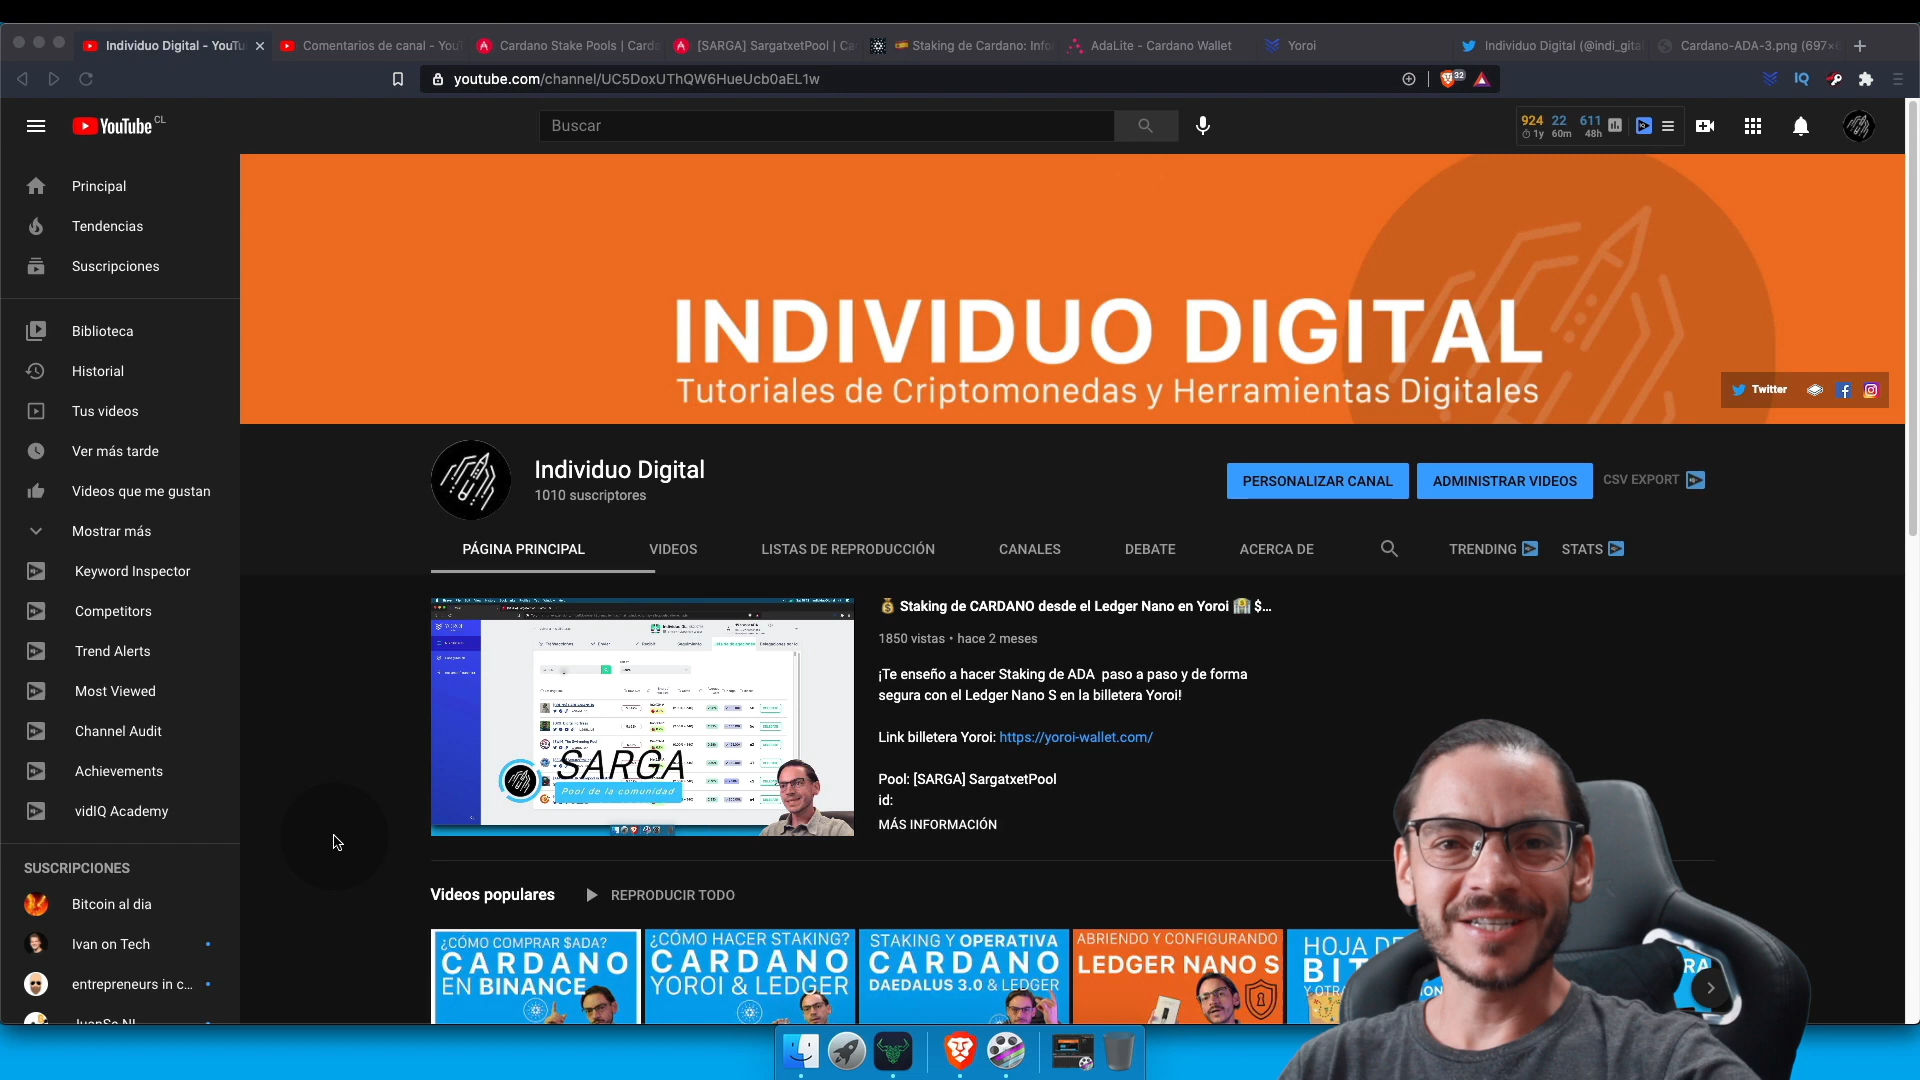 Individuo Digital - YouTu
Comentarios de canal - You
Cardano Stake Pools | Carda
[SARGA] SargatxetPool | Ca
Staking de Cardano: Info
AdaLite - Cardano Wallet
Yoroi
Individuo Digital (@indi_gita
Cardano-ADA-3.png (697×
youtube.com/channel/UC5DoxUThQW6HueUcb0aEL1w
32
IQ
YouTube CL
Buscar
924 22 611
1y 60m 48h
Principal
Tendencias
Suscripciones
Biblioteca
Historial
Tus videos
Ver más tarde
Videos que me gustan
Mostrar más
Keyword Inspector
Competitors
Trend Alerts
Most Viewed
Channel Audit
Achievements
vidIQ Academy
SUSCRIPCIONES
Bitcoin al dia
Ivan on Tech
entrepreneurs in c...
INDIVIDUO DIGITAL
Tutoriales de Criptomonedas y Herramientas Digitales
Twitter
Individuo Digital
1010 suscriptores
PERSONALIZAR CANAL
ADMINISTRAR VIDEOS
CSV EXPORT
PÁGINA PRINCIPAL
VIDEOS
LISTAS DE REPRODUCCIÓN
CANALES
DEBATE
ACERCA DE
TRENDING
STATS
YOROI
SARGA
Pool de la comunidad
Staking de CARDANO desde el Ledger Nano en Yoroi $...
1850 vistas • hace 2 meses
¡Te enseño a hacer Staking de ADA paso a paso y de forma
segura con el Ledger Nano S en la billetera Yoroi!
Link billetera Yoroi: https://yoroi-wallet.com/
Pool: [SARGA] SargatxetPool
id:
MÁS INFORMACIÓN
Videos populares
REPRODUCIR TODO
¿CÓMO COMPRAR $ADA?
CARDANO
EN BINANCE
¿CÓMO HACER STAKING?
CARDANO
YOROI & LEDGER
STAKING Y OPERATIVA
CARDANO
DAEDALUS 3.0 & LEDGER
ABRIENDO Y CONFIGURANDO
LEDGER NANO S
HOJA DE
BIT